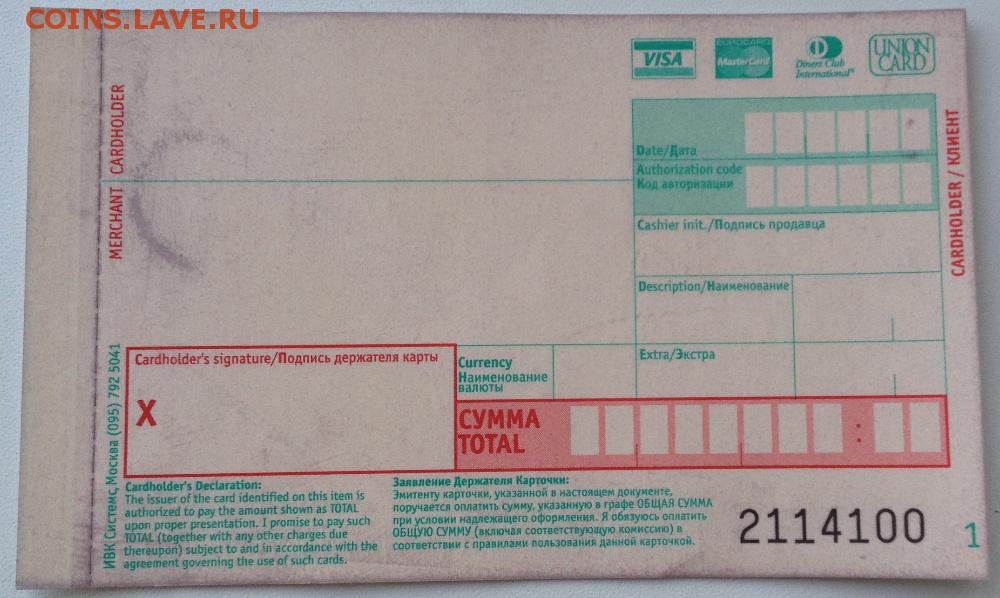 COINS.LAVE.RU
VISA
EUROCARD
MasterCard
Diners Club
International®
UNION
CARD
MERCHANT CARDHOLDER
CARDHOLDER / КЛИЕНТ
Date/Дата
Authorization code
Код авторизации
Cashier init./Подпись продавца
Description/Наименование
Extra/Экстра
ИВК Системс, Москва (095) 792 5041
Cardholder's signature/Подпись держателя карты
X
Currency
Наименование
валюты
СУММА
TOTAL
:
Cardholder's Declaration:
The issuer of the card identified on this item is
authorized to pay the amount shown as TOTAL
upon proper presentation. I promise to pay such
TOTAL (together with any other charges due
thereupon) subject to and in accordance with the
agreement governing the use of such cards.
Заявление Держателя Карточки:
Эмитенту карточки, указанной в настоящем документе,
поручается оплатить сумму, указанную в графе ОБЩАЯ СУММА
при условии надлежащего оформления. Я обязуюсь оплатить
ОБЩУЮ СУММУ (включая соответствующую комиссию) в
соответствии с правилами пользования данной карточкой.
2114100
1